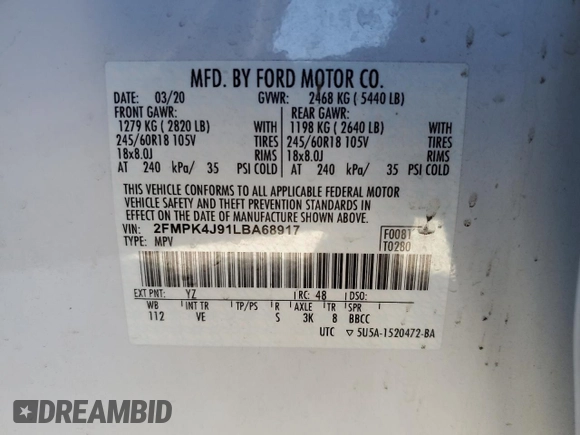 MFD. BY FORD MOTOR CO.
DATE: 03/20 GVWR: 2468 KG ( 5440 LB)
FRONT GAWR: REAR GAWR:
1279 KG ( 2820 LB) WITH 1198 KG ( 2640 LB) WITH
245/60R18 105V TIRES 245/60R18 105V TIRES
18x8.0J RIMS 18x8.0J RIMS
AT 240 kPa/ 35 PSI COLD AT 240 kPa/ 35 PSI COLD
THIS VEHICLE CONFORMS TO ALL APPLICABLE FEDERAL MOTOR
VEHICLE SAFETY AND THEFT PREVENTION STANDARDS IN
EFFECT ON THE DATE OF MANUFACTURE SHOWN ABOVE.
VIN: 2FMPK4J91LBA68917 F0081
TYPE: MPV T0280
EXT PNT: YZ RC: 48 DSO:
WB INT TR TP/PS R AXLE TR SPR
112 VE S 3K 8 BBCC
UTC ▽ 5U5A-1520472-BA
DREAMBID